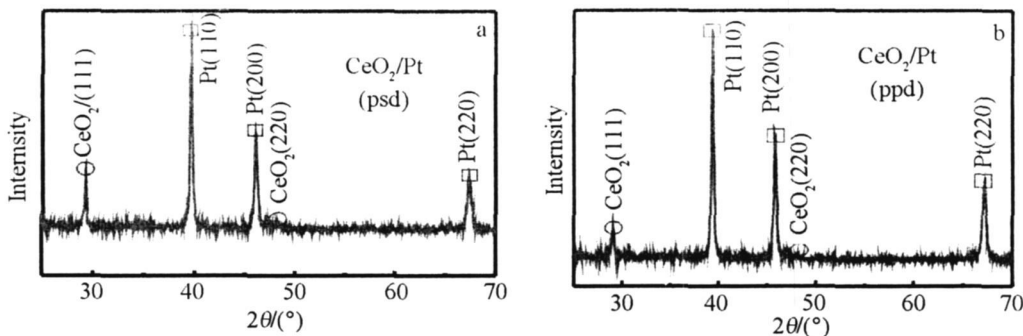 a
CeO2/Pt
(psd)
CeO2/(111)
Pt(110)
Pt(200)
CeO2(220)
Pt(220)
Internsity
30 40 50 60 70
2θ/(°)
b
CeO2/Pt
(ppd)
CeO2(111)
Pt(110)
Pt(200)
CeO2(220)
Pt(220)
Internsity
30 40 50 60 70
2θ/(°)